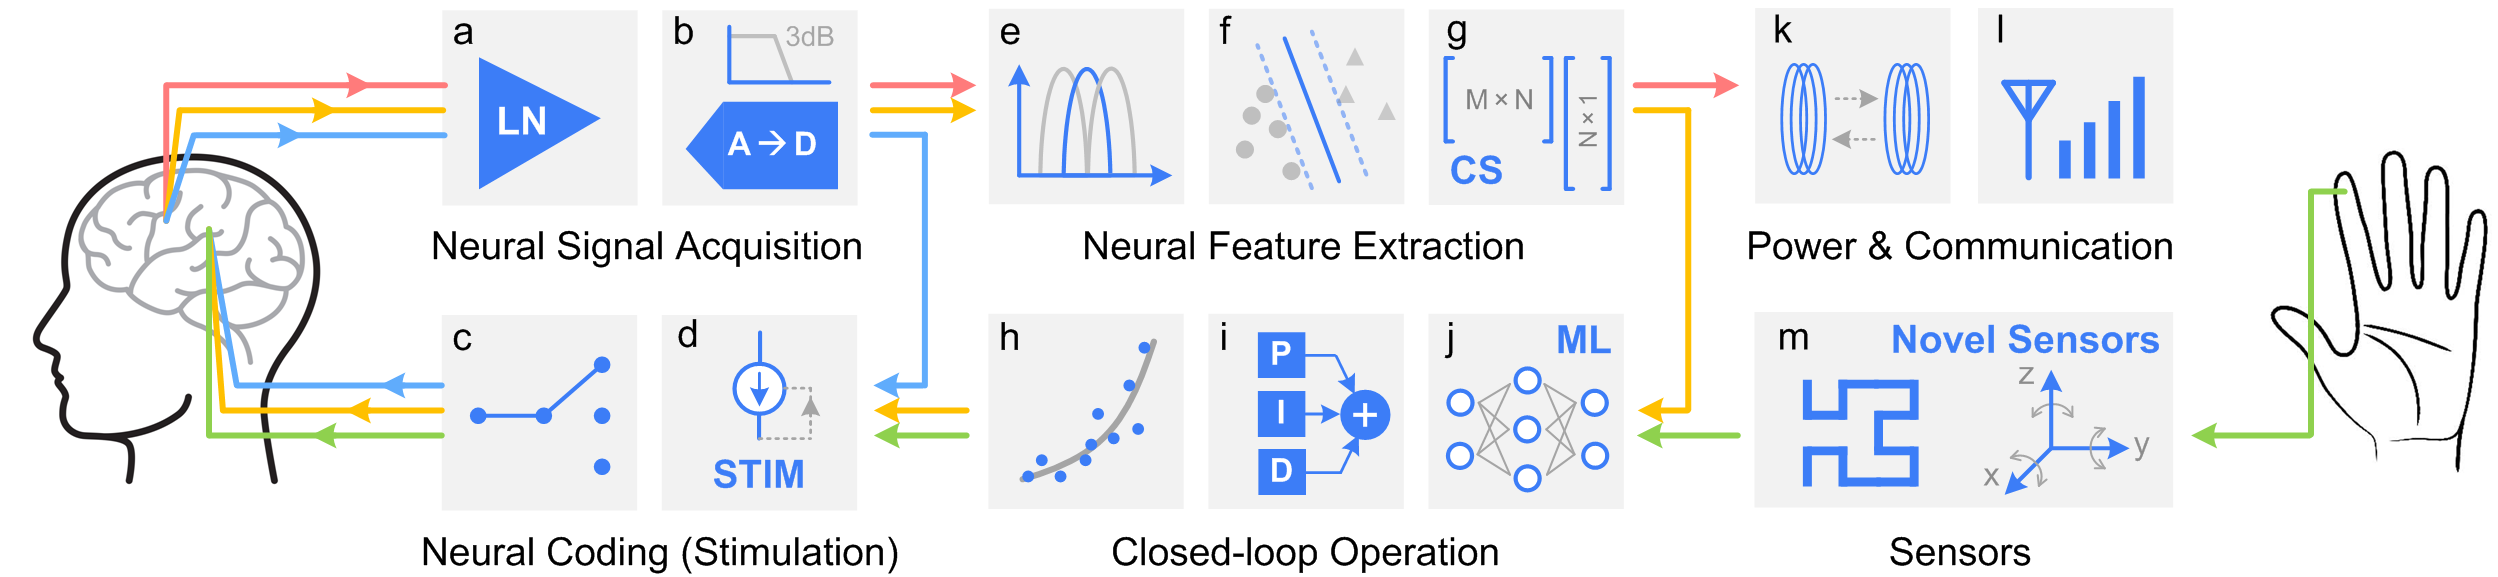 a
LN
b
3dB
A → D
Neural Signal Acquisition
e
f
g
M × N
N × 1
CS
Neural Feature Extraction
k
l
Power & Communication
c
d
STIM
Neural Coding (Stimulation)
h
i
P
I
D
+
j
ML
Closed-loop Operation
m
Novel Sensors
z
y
x
Sensors